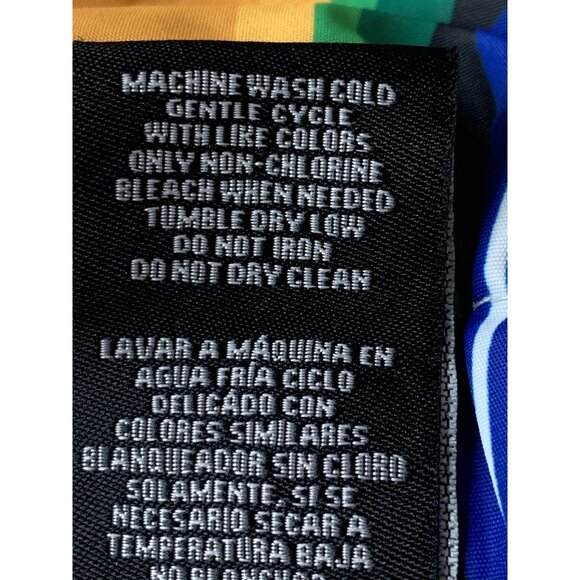 MACHINE WASH COLD
GENTLE CYCLE
WITH LIKE COLORS
ONLY NON-CHLORINE
BLEACH WHEN NEEDED
TUMBLE DRY LOW
DO NOT IRON
DO NOT DRY CLEAN
LAVAR A MÁQUINA EN
AGUA FRÍA CICLO
DELICADO CON
COLORES SIMILARES
BLANQUEADOR SIN CLORO
SOLAMENTE, SI SE
NECESARIO SECAR A
TEMPERATURA BAJA
NO